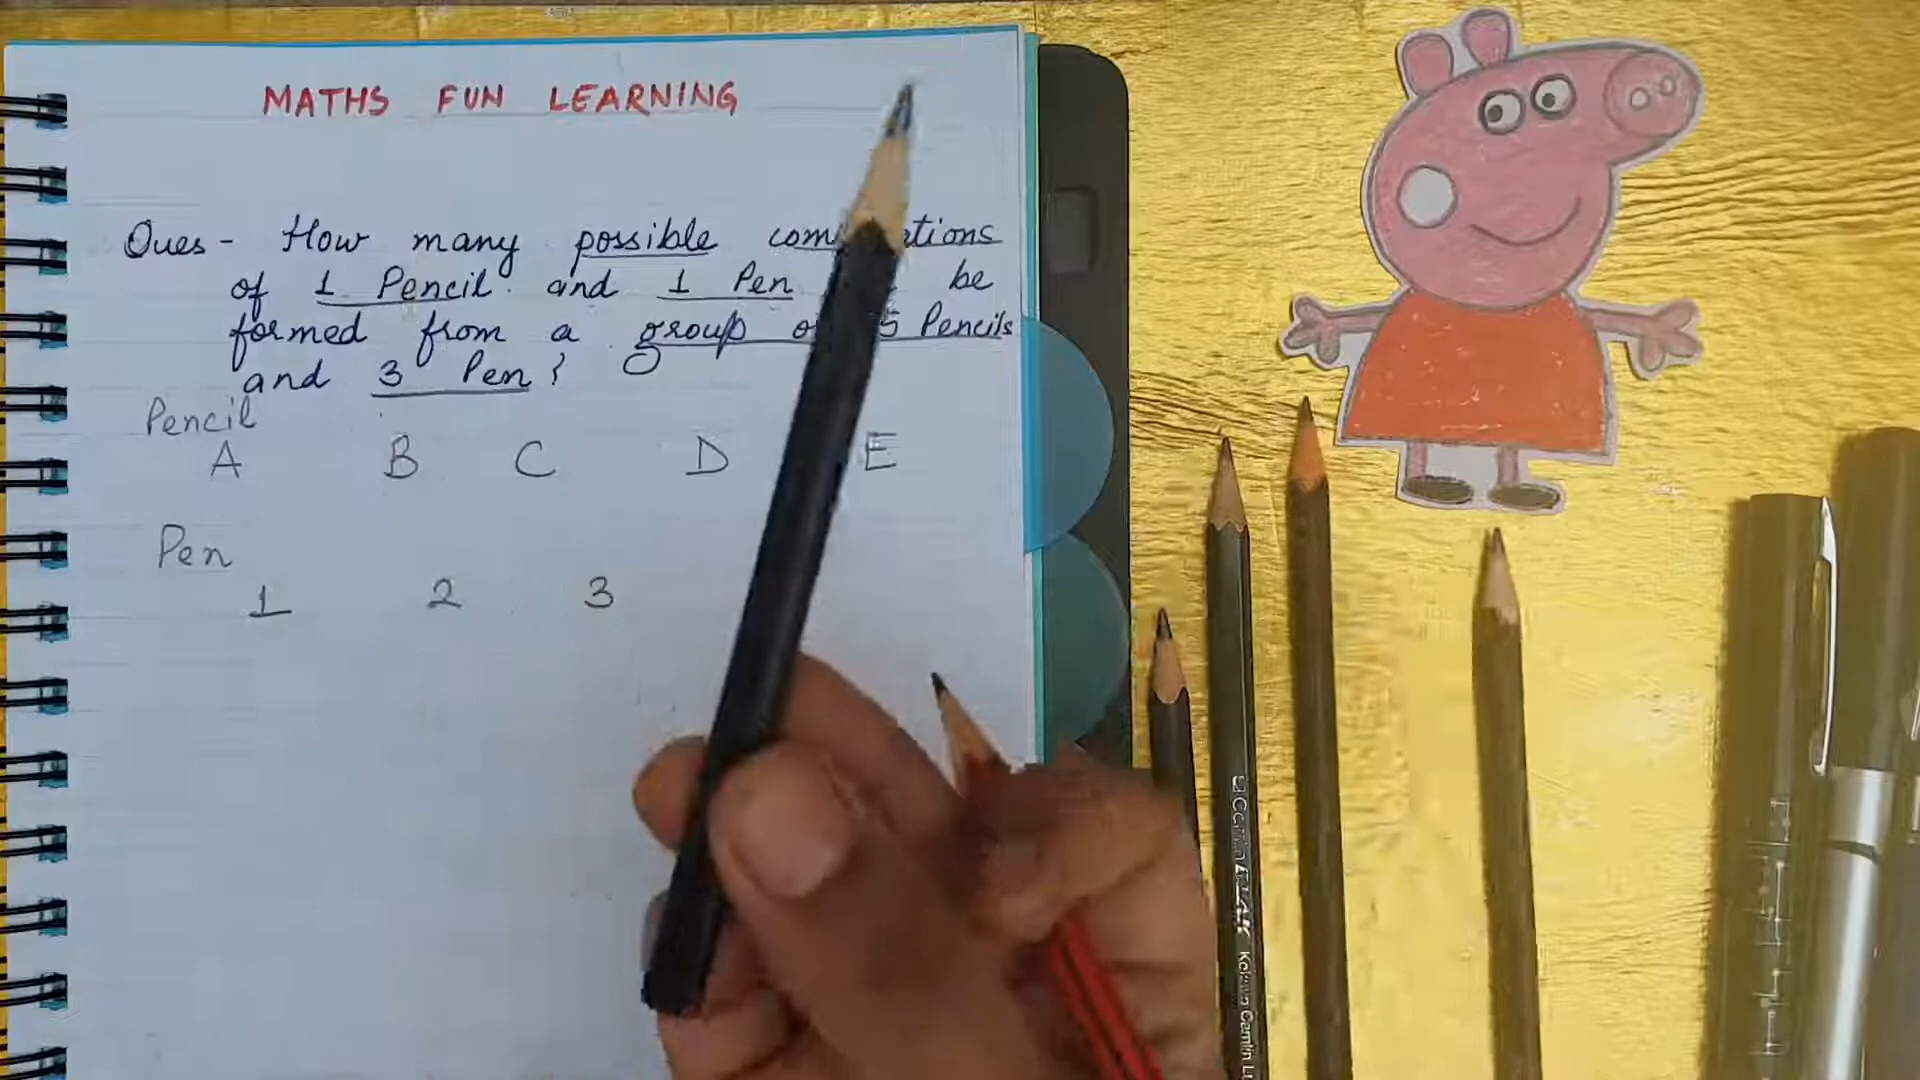 MATHS FUN LEARNING
Ques - How many possible
of 1 Pencil and 1 Pen be
formed from a group 5 Pencils
and 3 Pen?
Pencil
A B C D E
Pen
1 2 3